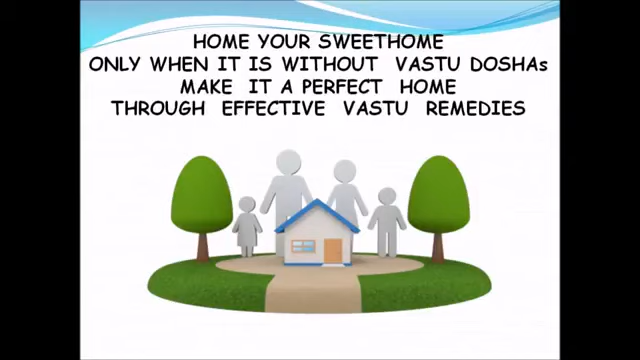 HOME YOUR SWEETHOME
ONLY WHEN IT IS WITHOUT VASTU DOSHAs
MAKE IT A PERFECT HOME
THROUGH EFFECTIVE VASTU REMEDIES